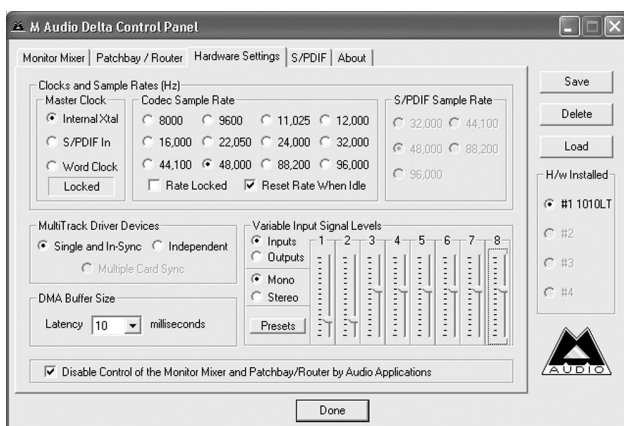 M Audio Delta Control Panel
Monitor Mixer Patchbay / Router Hardware Settings S/PDIF About
Clocks and Sample Rates (Hz)
Master Clock
Internal Xtal
S/PDIF In
Word Clock
Locked
Codec Sample Rate
8000 9600 11,025 12,000
16,000 22,050 24,000 32,000
44,100 48,000 88,200 96,000
Rate Locked Reset Rate When Idle
S/PDIF Sample Rate
32,000 44,100
48,000 88,200
96,000
MultiTrack Driver Devices
Single and In-Sync Independent
Multiple Card Sync
DMA Buffer Size
Latency 10 milliseconds
Variable Input Signal Levels
Inputs
Outputs
Mono
Stereo
Presets
1 2 3 4 5 6 7 8
Disable Control of the Monitor Mixer and Patchbay/Router by Audio Applications
Save
Delete
Load
H/w Installed
#1 1010LT
#2
#3
#4
M
AUDIO
Done